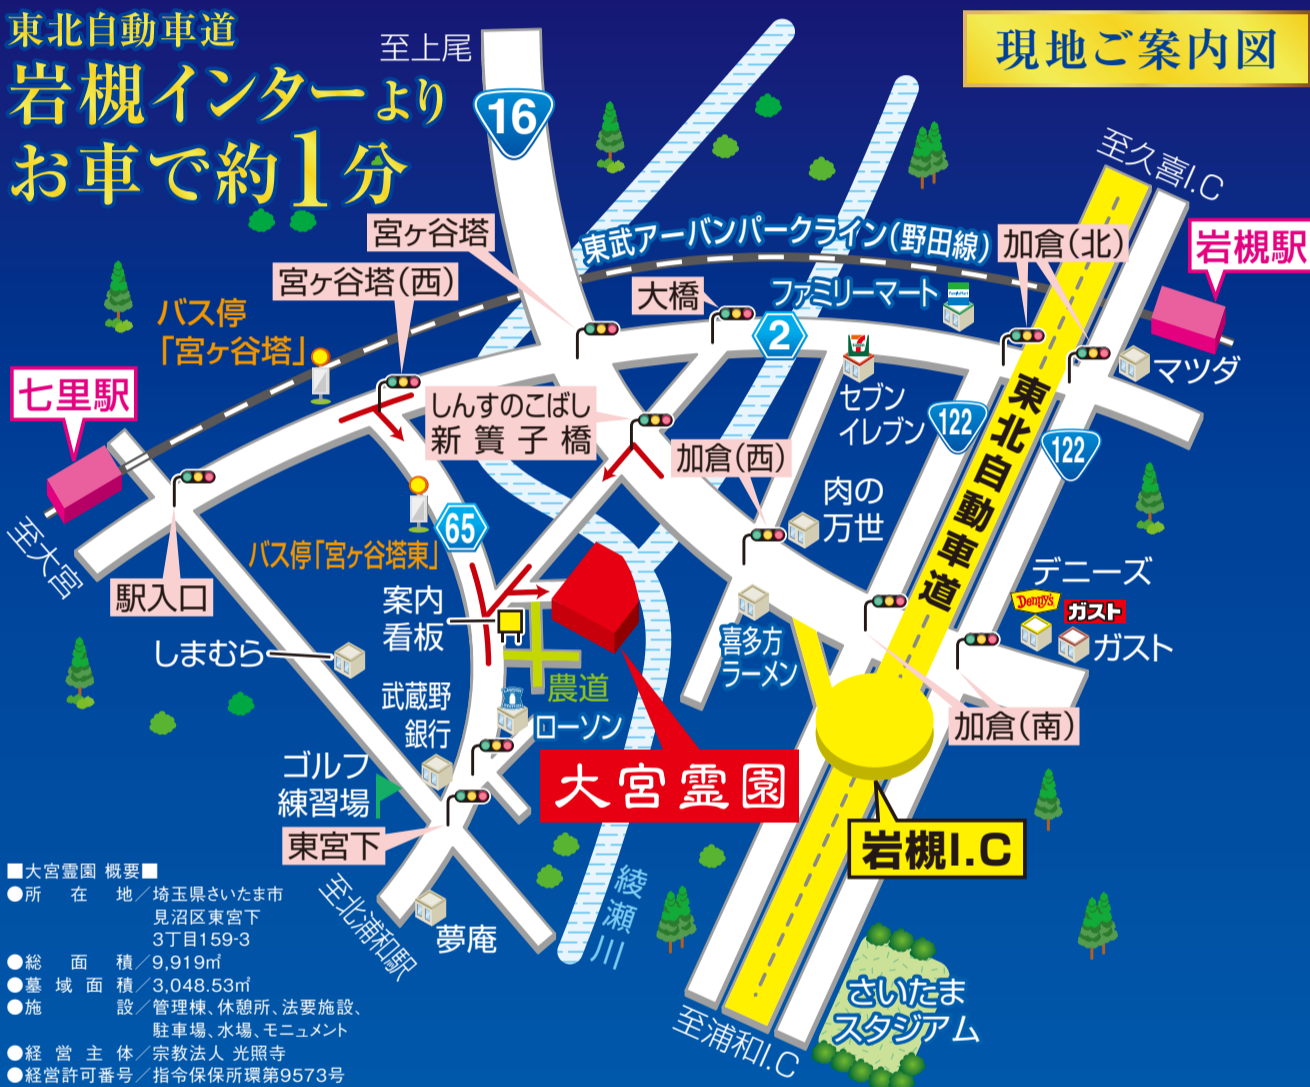 東北自動車道
岩槻インターより
お車で約1分
現地ご案内図
至上尾
16
至久喜I.C
宮ヶ谷塔
宮ヶ谷塔(西)
東武アーバンパークライン(野田線)
加倉(北)
岩槻駅
大橋
ファミリーマート
FamilyMart
バス停
「宮ヶ谷塔」
2
マツダ
七里駅
しんすのこばし
新簀子橋
セブン
イレブン
122
122
東北自動車道
加倉(西)
肉の
万世
65
バス停「宮ヶ谷塔東」
至大宮
駅入口
案内
看板
デニーズ
Denny's
ガスト
ガスト
しまむら
喜多方
ラーメン
農道
武蔵野
銀行
ローソン
加倉(南)
ゴルフ
練習場
大宮霊園
東宮下
岩槻I.C
至北浦和駅
夢庵
綾瀬川
さいたま
スタジアム
至浦和I.C
■大宮霊園 概要■
●所在地/埼玉県さいたま市
見沼区東宮下
3丁目159-3
●総面積/9,919㎡
●墓域面積/3,048.53㎡
●施設/管理棟、休憩所、法要施設、
駐車場、水場、モニュメント
●経営主体/宗教法人 光照寺
●経営許可番号/指令保保所環第9573号